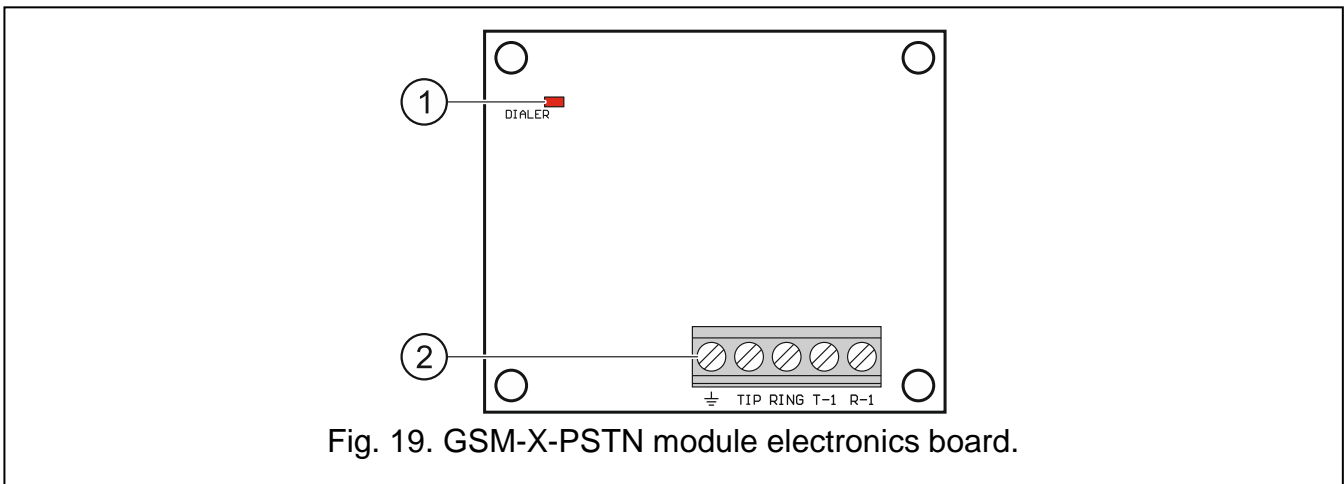 1
DIALER
2
⏚ TIP RING T-1 R-1
Fig. 19. GSM-X-PSTN module electronics board.